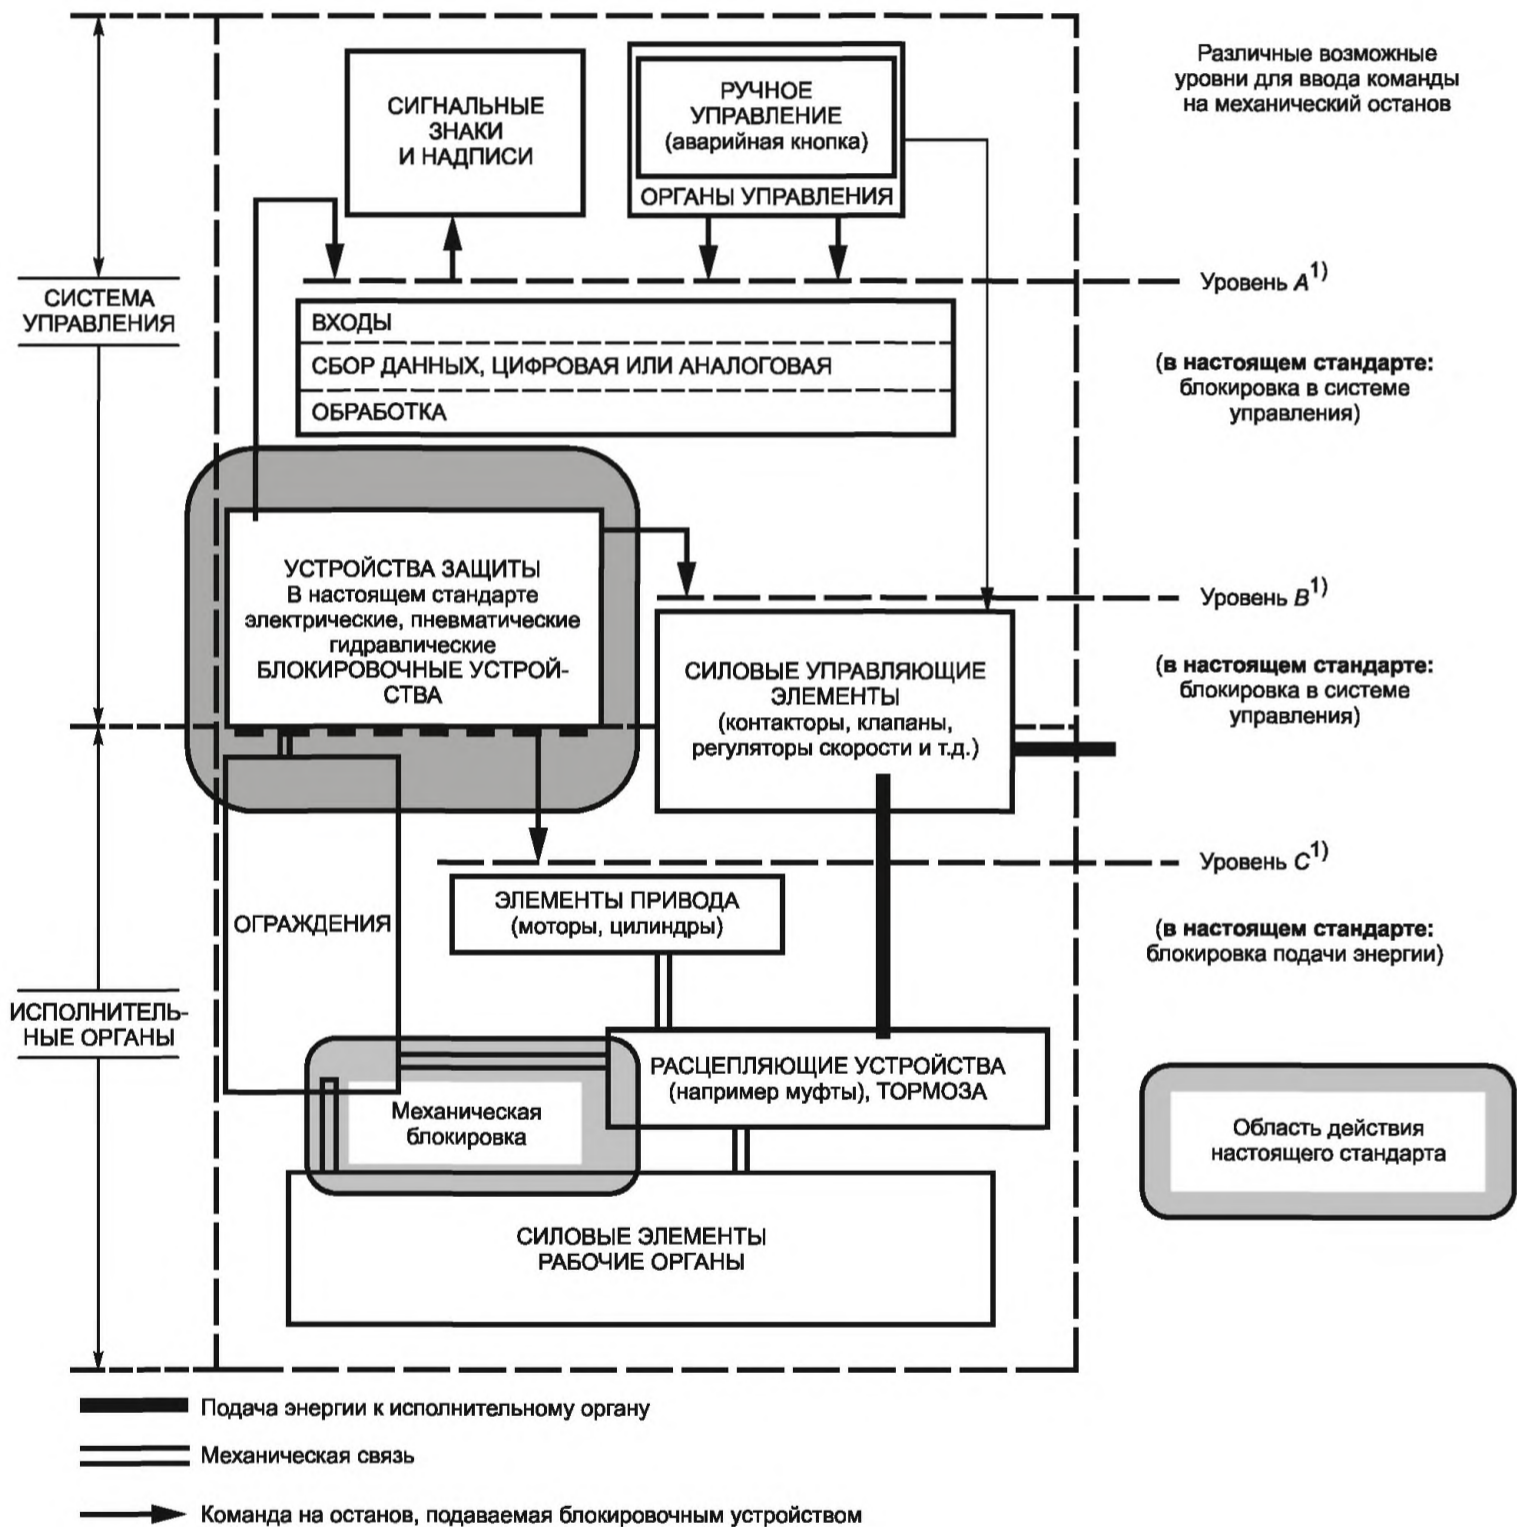 Различные возможные
уровни для ввода команды
на механический останов
СИГНАЛЬНЫЕ
ЗНАКИ
И НАДПИСИ
РУЧНОЕ
УПРАВЛЕНИЕ
(аварийная кнопка)
ОРГАНЫ УПРАВЛЕНИЯ
Уровень A1)
СИСТЕМА
УПРАВЛЕНИЯ
ВХОДЫ
СБОР ДАННЫХ, ЦИФРОВАЯ ИЛИ АНАЛОГОВАЯ
ОБРАБОТКА
(в настоящем стандарте:
блокировка в системе
управления)
УСТРОЙСТВА ЗАЩИТЫ
В настоящем стандарте
электрические, пневматические
гидравлические
БЛОКИРОВОЧНЫЕ УСТРОЙ-
СТВА
Уровень B1)
СИЛОВЫЕ УПРАВЛЯЮЩИЕ
ЭЛЕМЕНТЫ
(контакторы, клапаны,
регуляторы скорости и т.д.)
(в настоящем стандарте:
блокировка в системе
управления)
Уровень C1)
ОГРАЖДЕНИЯ
ЭЛЕМЕНТЫ ПРИВОДА
(моторы, цилиндры)
(в настоящем стандарте:
блокировка подачи энергии)
ИСПОЛНИТЕЛЬ-
НЫЕ ОРГАНЫ
РАСЦЕПЛЯЮЩИЕ УСТРОЙСТВА
(например муфты), ТОРМОЗА
Механическая
блокировка
Область действия
настоящего стандарта
СИЛОВЫЕ ЭЛЕМЕНТЫ
РАБОЧИЕ ОРГАНЫ
Подача энергии к исполнительному органу
Механическая связь
Команда на останов, подаваемая блокировочным устройством